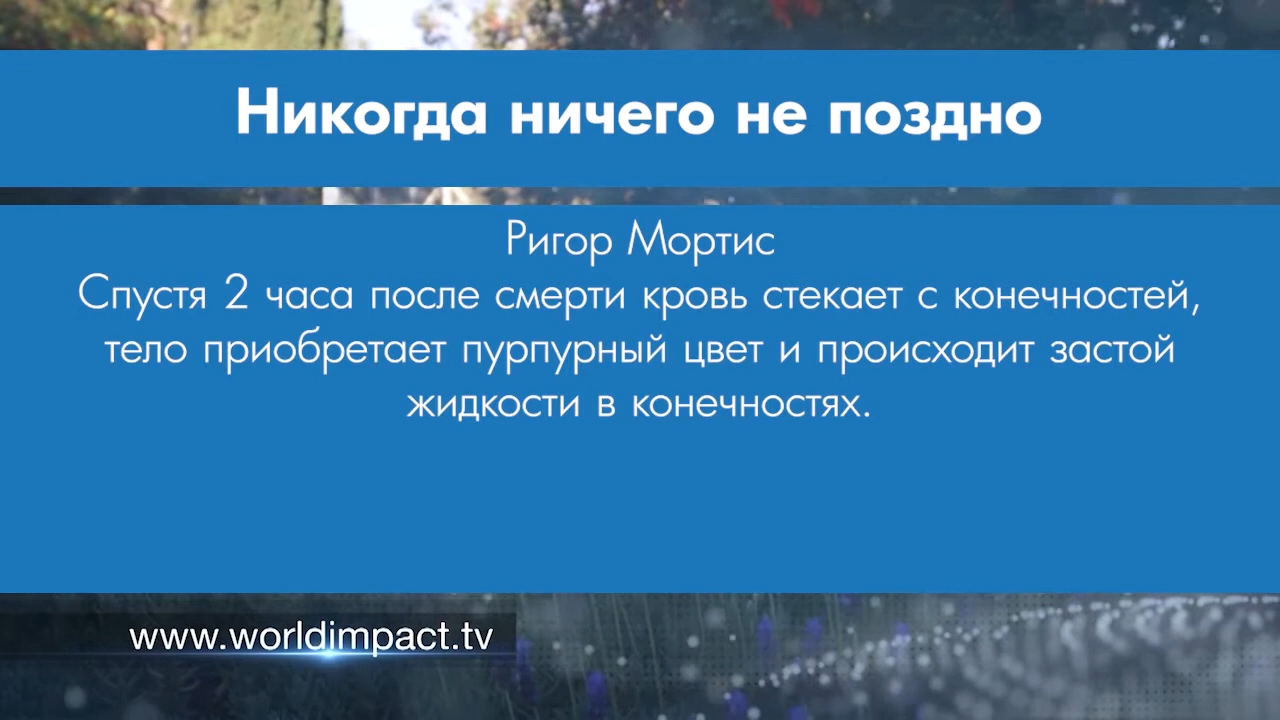 Никогда ничего не поздно
Ригор Мортис
Спустя 2 часа после смерти кровь стекает с конечностей,
тело приобретает пурпурный цвет и происходит застой
жидкости в конечностях.
www.worldimpact.tv